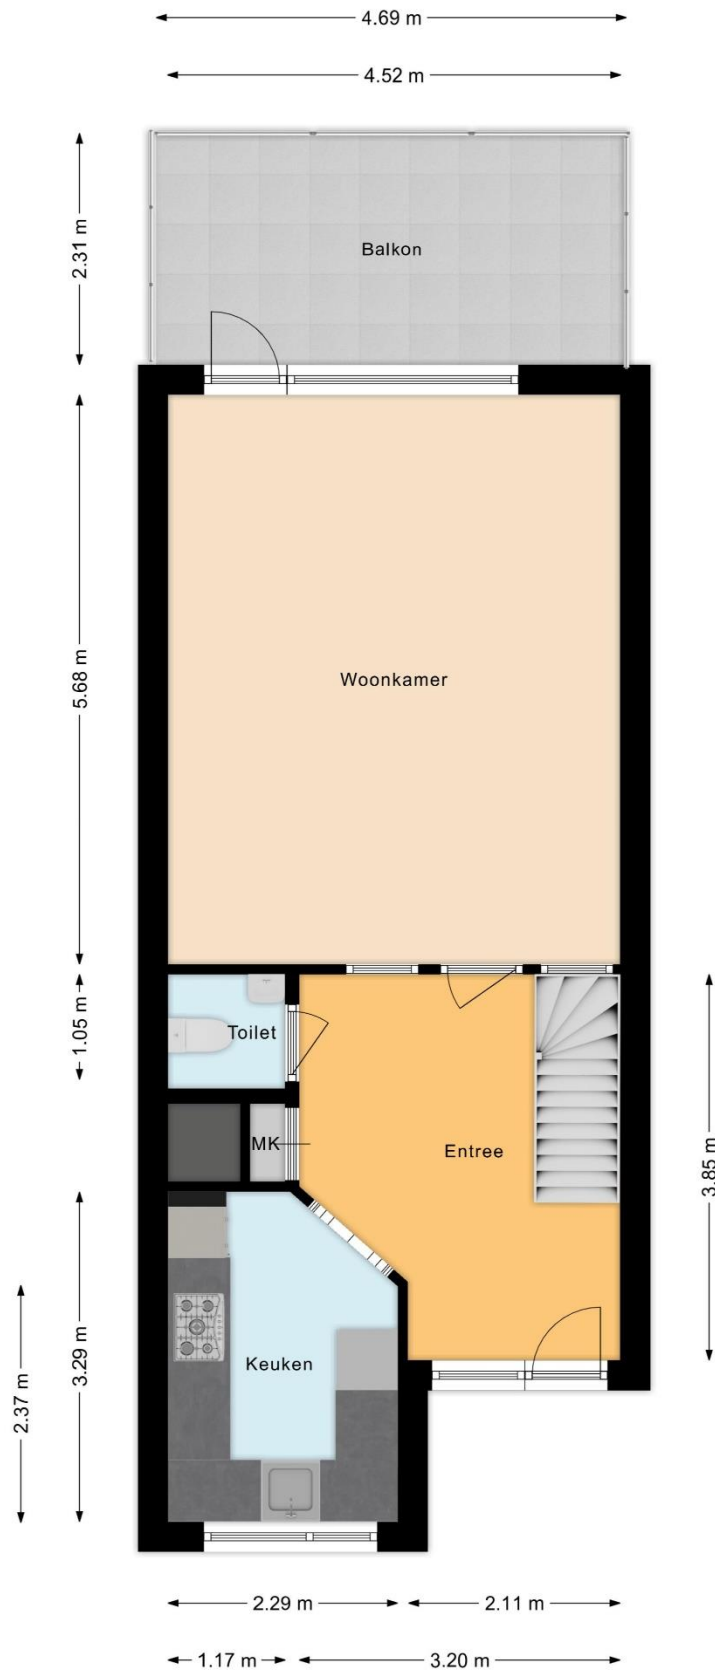 4.69 m
4.52 m
2.31 m
Balkon
5.68 m
Woonkamer
1.05 m
Toilet
MK
Entree
3.85 m
3.29 m
2.37 m
Keuken
2.29 m
2.11 m
1.17 m
3.20 m